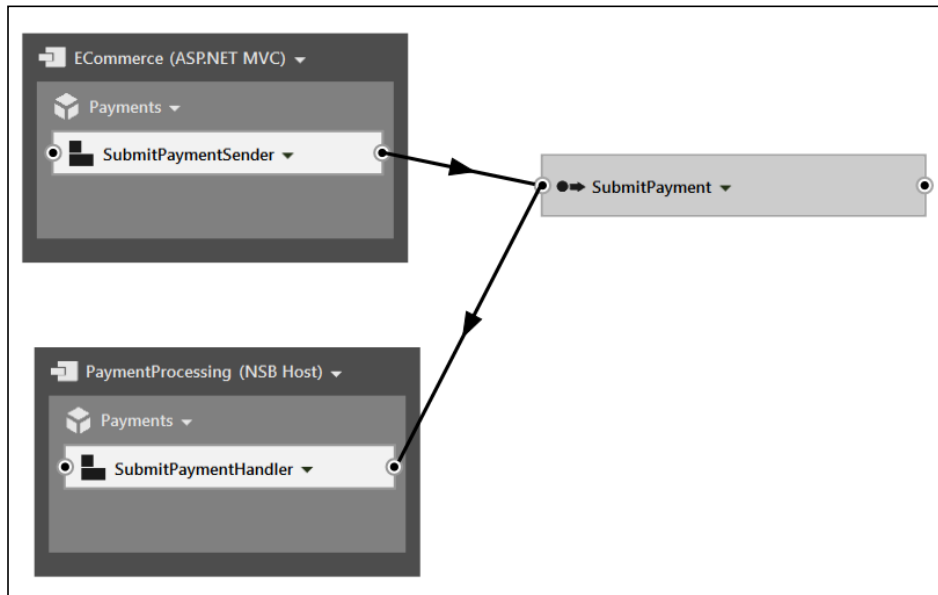 ECommerce (ASP.NET MVC)
Payments
SubmitPaymentSender
SubmitPayment
PaymentProcessing (NSB Host)
Payments
SubmitPaymentHandler